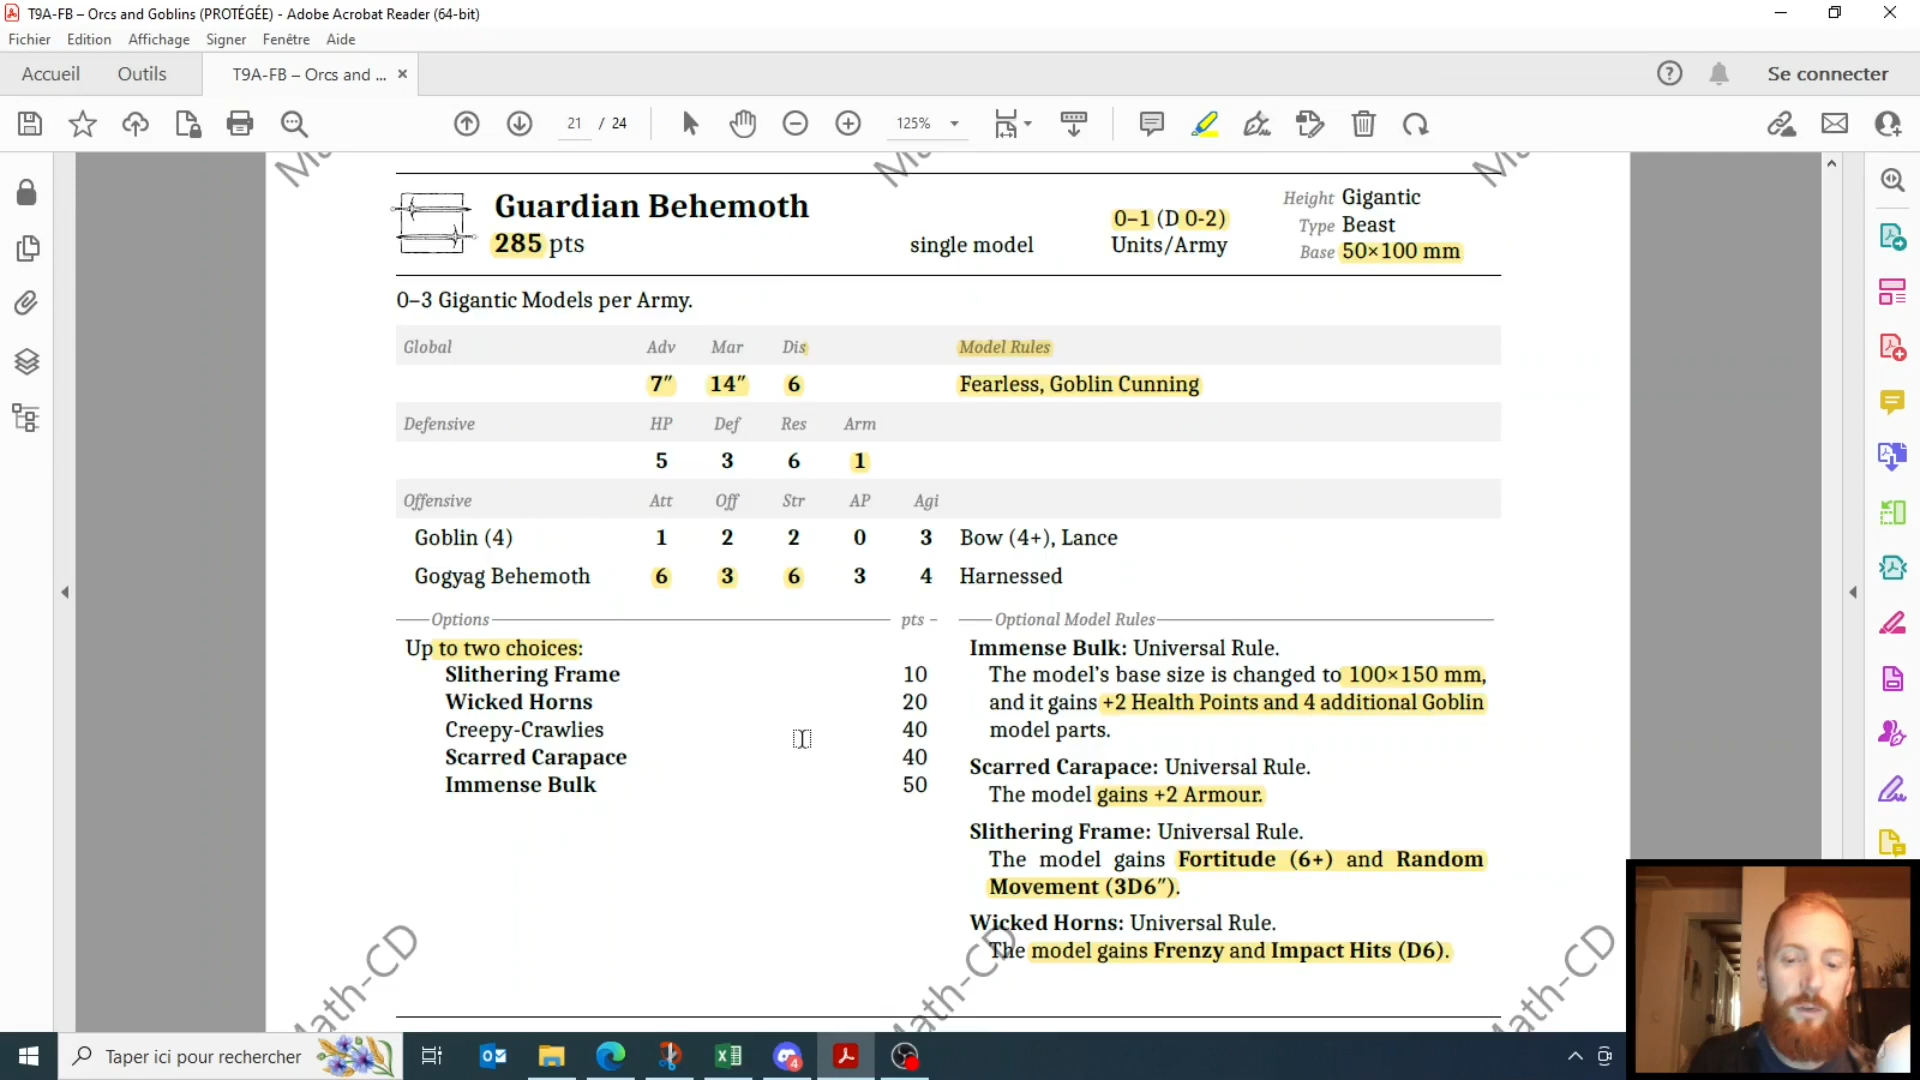 T9A-FB – Orcs and Goblins (PROTÉGÉE) - Adobe Acrobat Reader (64-bit)
Fichier Edition Affichage Signer Fenêtre Aide
Accueil Outils T9A-FB – Orcs and ... × Se connecter
21 / 24 125%
Guardian Behemoth
285 pts
single model
0–1 (D 0-2)
Units/Army
Height Gigantic
Type Beast
Base 50×100 mm
0–3 Gigantic Models per Army.
Global Adv Mar Dis Model Rules
7″ 14″ 6 Fearless, Goblin Cunning
Defensive HP Def Res Arm
5 3 6 1
Offensive Att Off Str AP Agi
Goblin (4) 1 2 2 0 3 Bow (4+), Lance
Gogyag Behemoth 6 3 6 3 4 Harnessed
Options pts
Up to two choices:
Slithering Frame 10
Wicked Horns 20
Creepy-Crawlies 40
Scarred Carapace 40
Immense Bulk 50
Optional Model Rules
Immense Bulk: Universal Rule.
The model's base size is changed to 100×150 mm,
and it gains +2 Health Points and 4 additional Goblin
model parts.
Scarred Carapace: Universal Rule.
The model gains +2 Armour.
Slithering Frame: Universal Rule.
The model gains Fortitude (6+) and Random
Movement (3D6″).
Wicked Horns: Universal Rule.
The model gains Frenzy and Impact Hits (D6).
Math-CD
Math-CD
Taper ici pour rechercher
4